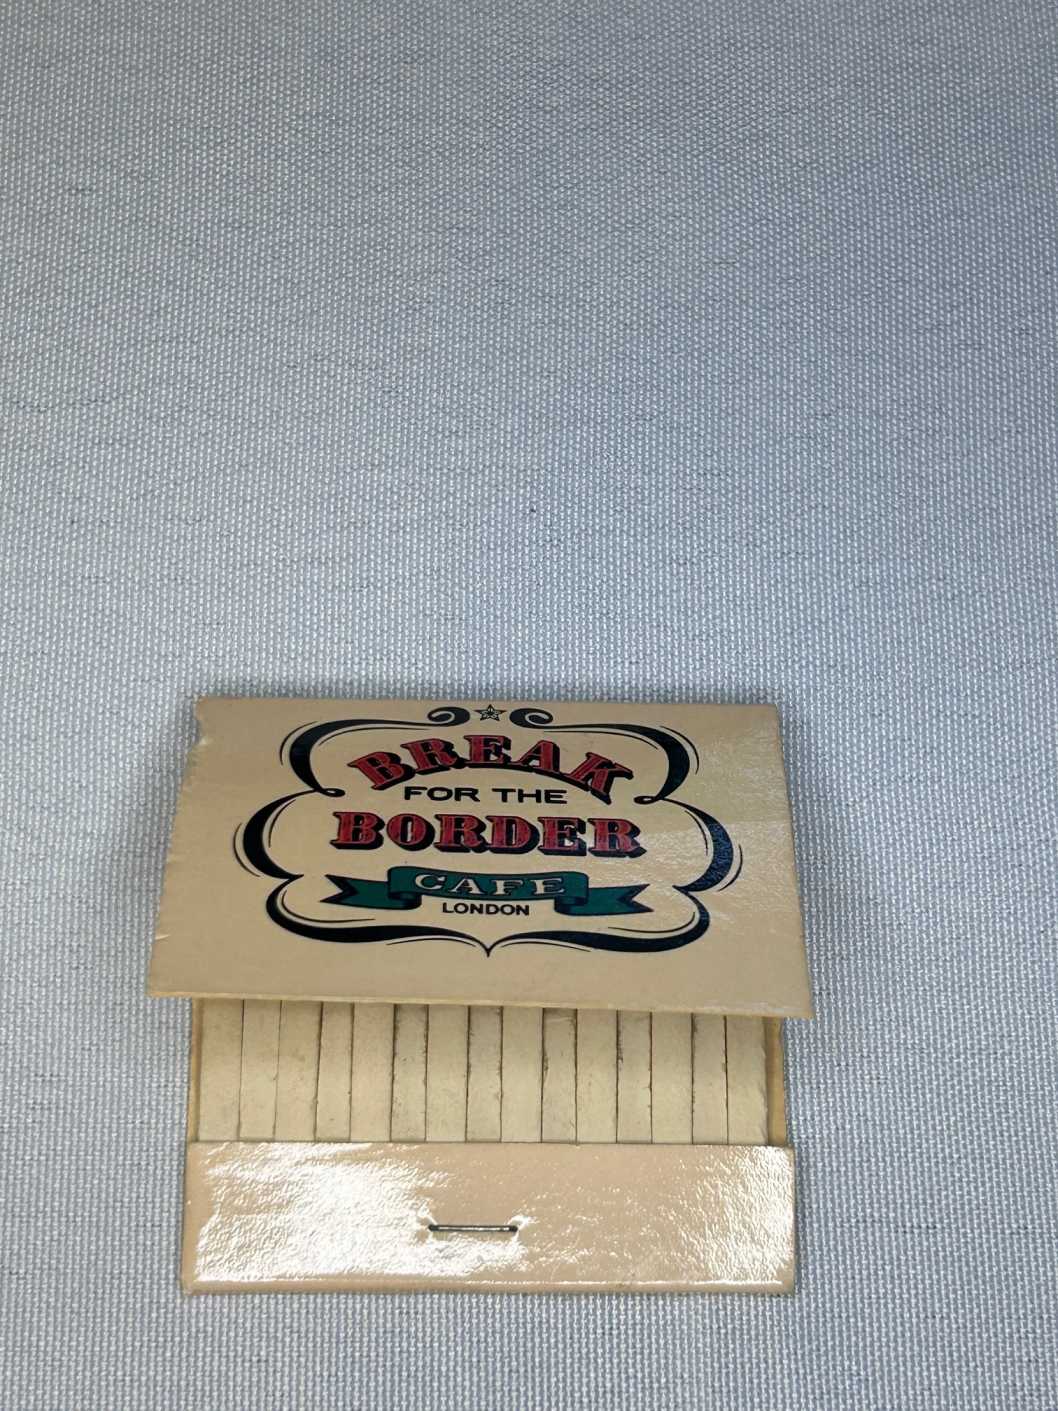 BREAK
FOR THE
BORDER
CAFE
LONDON